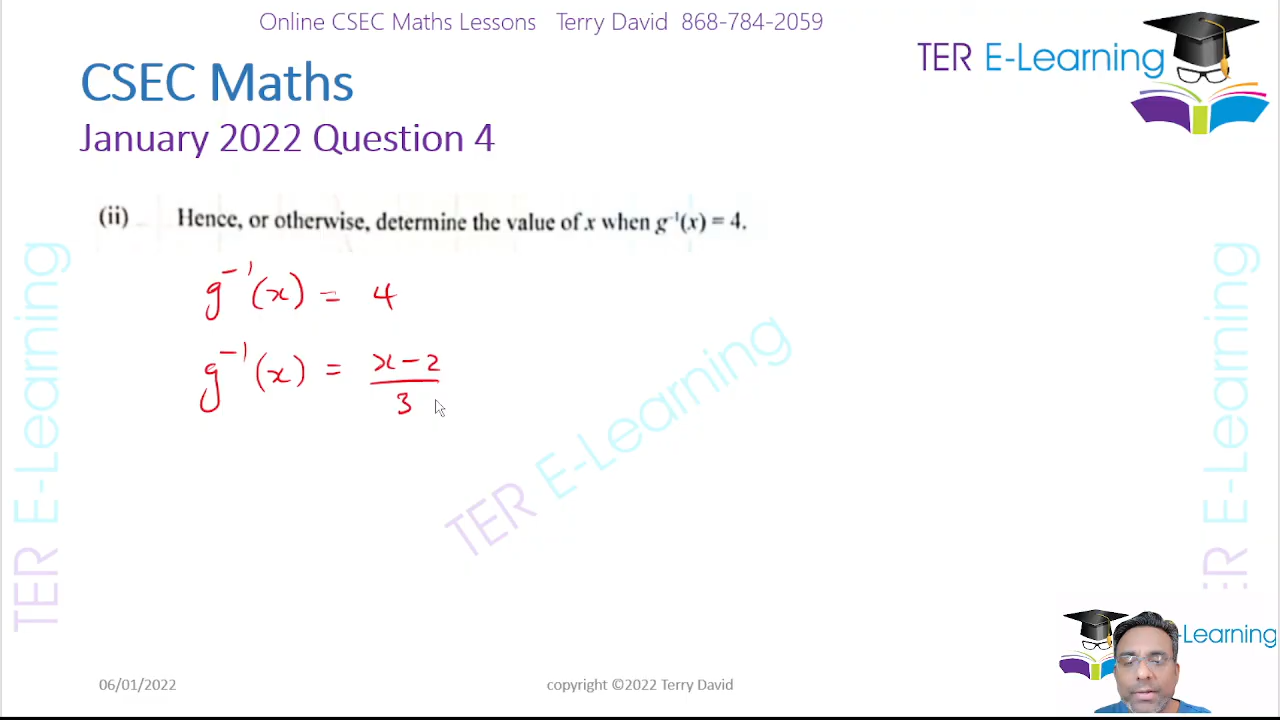 Online CSEC Maths Lessons Terry David 868-784-2059
TER E-Learning
CSEC Maths
January 2022 Question 4
(ii) Hence, or otherwise, determine the value of x when g⁻¹(x) = 4.
g⁻¹(x) = 4
g⁻¹(x) = x-2
3
TER E-Learning
TER E-Learning
ER E-Learning
-Learning
06/01/2022
copyright ©2022 Terry David